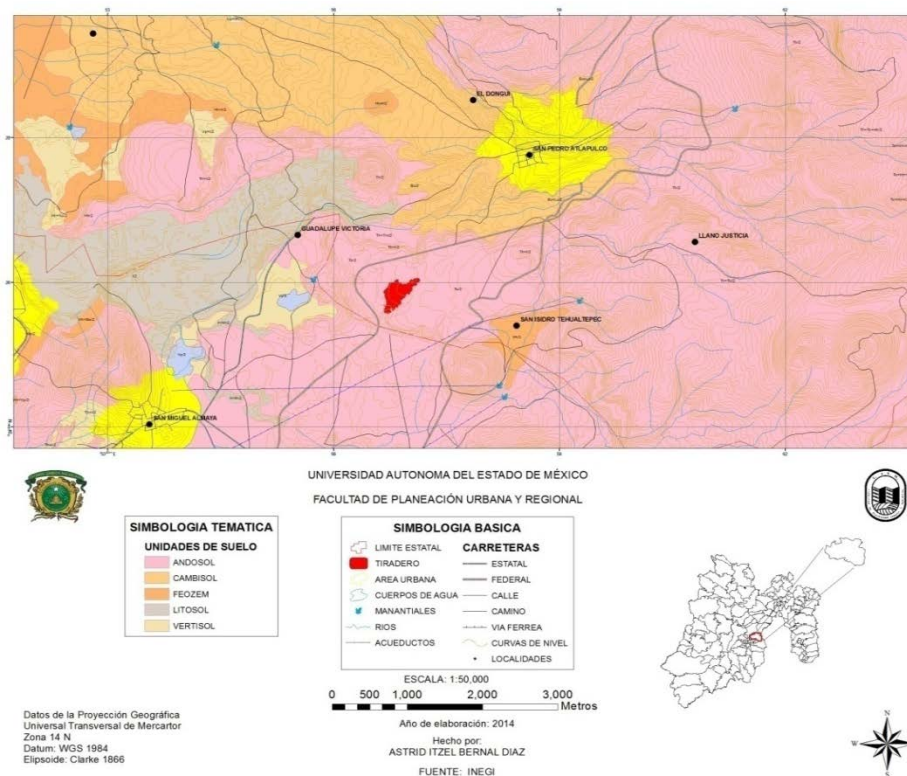 EL DONGUI
SAN PEDRO ATLAPULCO
GUADALUPE VICTORIA
LLANO JUSTICIA
SAN ISIDRO TEHUALTEPEC
SAN MIGUEL ALMAYA
UNIVERSIDAD AUTONOMA DEL ESTADO DE MÉXICO
FACULTAD DE PLANEACIÓN URBANA Y REGIONAL
SIMBOLOGIA TEMATICA
UNIDADES DE SUELO
ANDOSOL
CAMBISOL
FEOZEM
LITOSOL
VERTISOL
SIMBOLOGIA BASICA
LIMITE ESTATAL
TIRADERO
AREA URBANA
CUERPOS DE AGUA
MANANTIALES
RIOS
ACUEDUCTOS
CARRETERAS
ESTATAL
FEDERAL
CALLE
CAMINO
VIA FERREA
CURVAS DE NIVEL
LOCALIDADES
ESCALA: 1:50,000
0 500 1,000 2,000 3,000
Metros
Año de elaboración: 2014
Hecho por:
ASTRID ITZEL BERNAL DIAZ
FUENTE: INEGI
Datos de la Proyección Geográfica
Universal Transversal de Mercartor
Zona 14 N
Datum: WGS 1984
Elipsoide: Clarke 1866
N
W
E
S